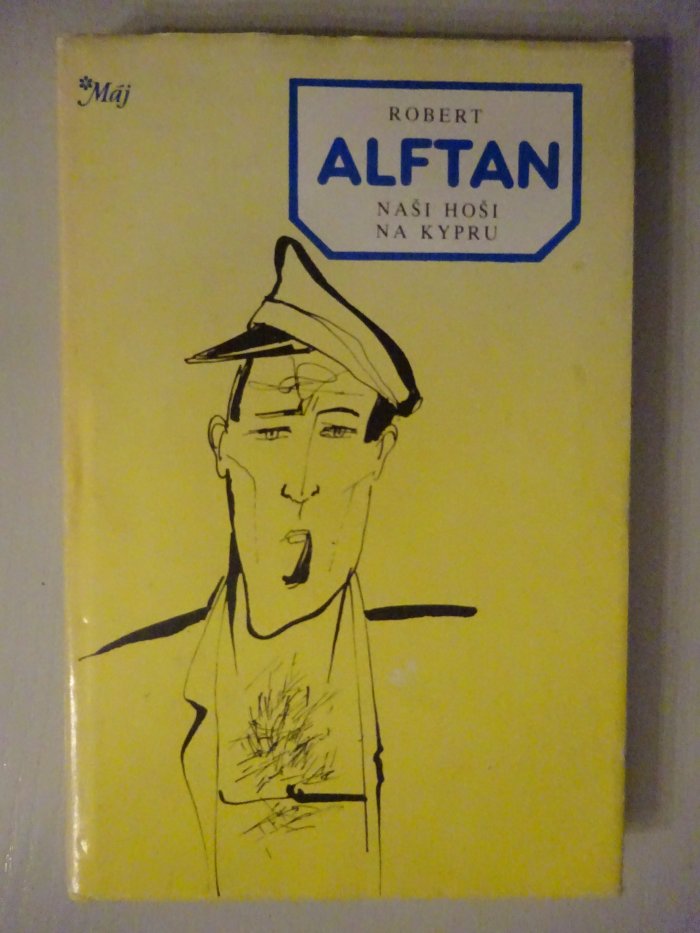 *Máj
ROBERT
ALFTAN
NAŠI HOŠI
NA KYPRU